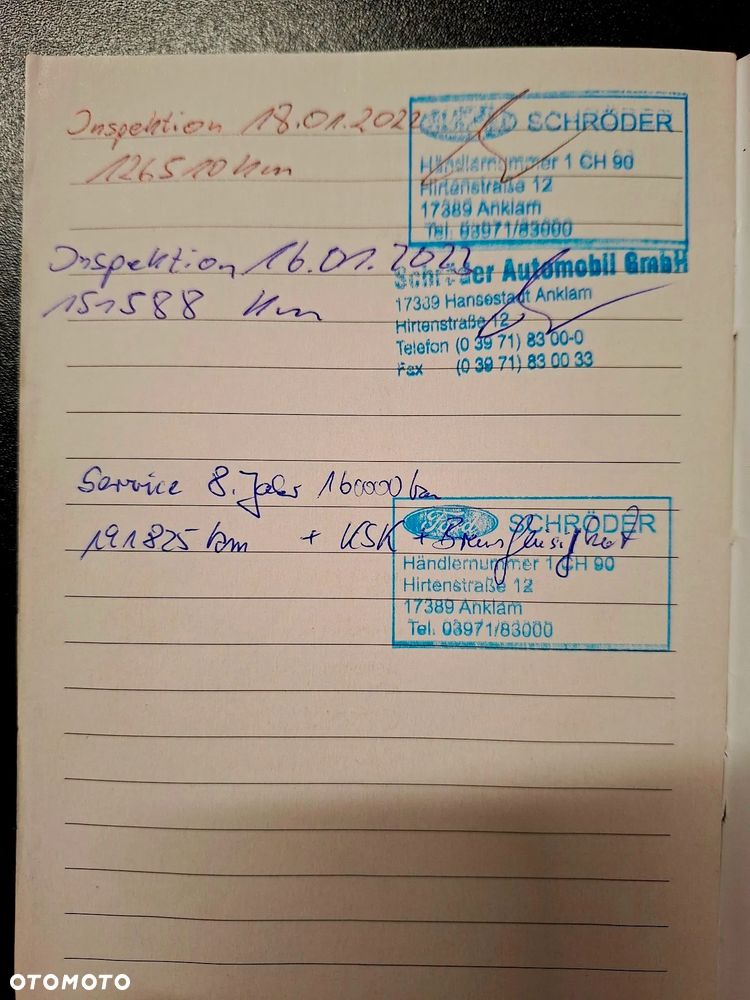 Inspektion 18.01.2022
126510 Km
Ford SCHRÖDER
Händlernummer 1 CH 90
Hirtenstraße 12
17389 Anklam
Tel. 03971/83000
Inspektion 16.01.2023
151588 Km
Schröder Automobil GmbH
17389 Hansestadt Anklam
Hirtenstraße 12
Telefon (0 39 71) 83 00-0
Fax (0 39 71) 83 00 33
Service 8. Jahr 160000 km
191825 km + KSK + Bremsflüssigkeit
Ford SCHRÖDER
Händlernummer 1 CH 90
Hirtenstraße 12
17389 Anklam
Tel. 03971/83000
OTOMOTO